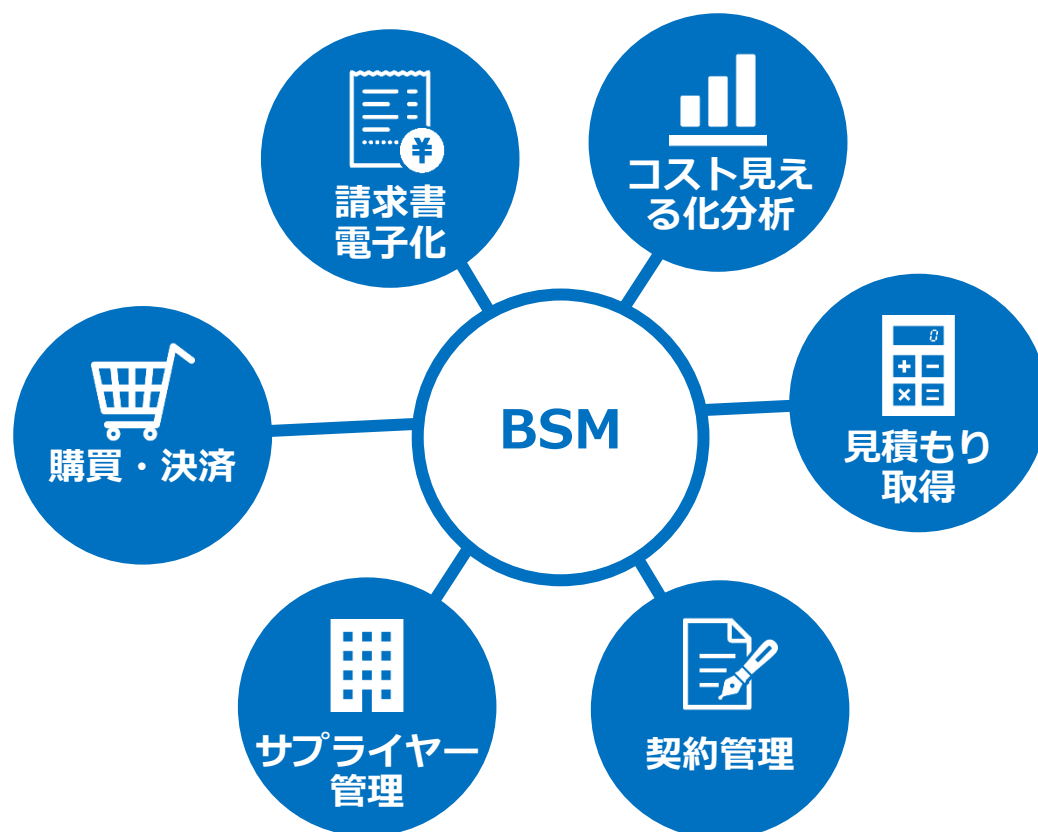 ¥
請求書
電子化
コスト見え
る化分析
0
+ −
× =
見積もり
取得
BSM
購買・決済
サプライヤー
管理
契約管理